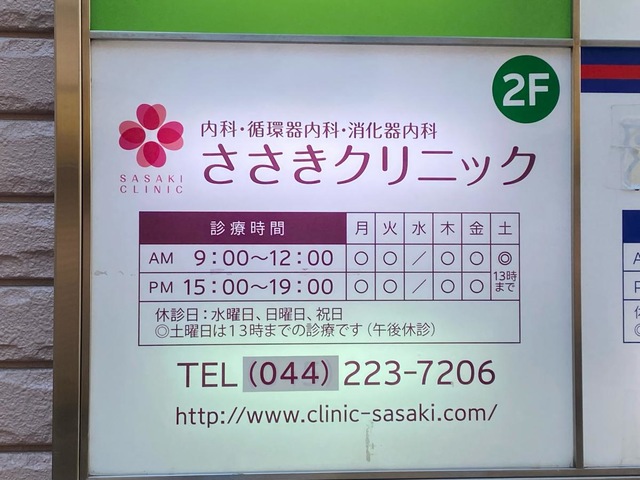 2F
内科・循環器内科・消化器内科
ささきクリニック
SASAKI
CLINIC
診療時間 月 火 水 木 金 土
AM 9：00〜12：00 ○ ○ ／ ○ ○ ◎
PM 15：00〜19：00 ○ ○ ／ ○ ○ 13時まで
休診日：水曜日、日曜日、祝日
◎土曜日は13時までの診療です（午後休診）
TEL (044) 223-7206
http://www.clinic-sasaki.com/